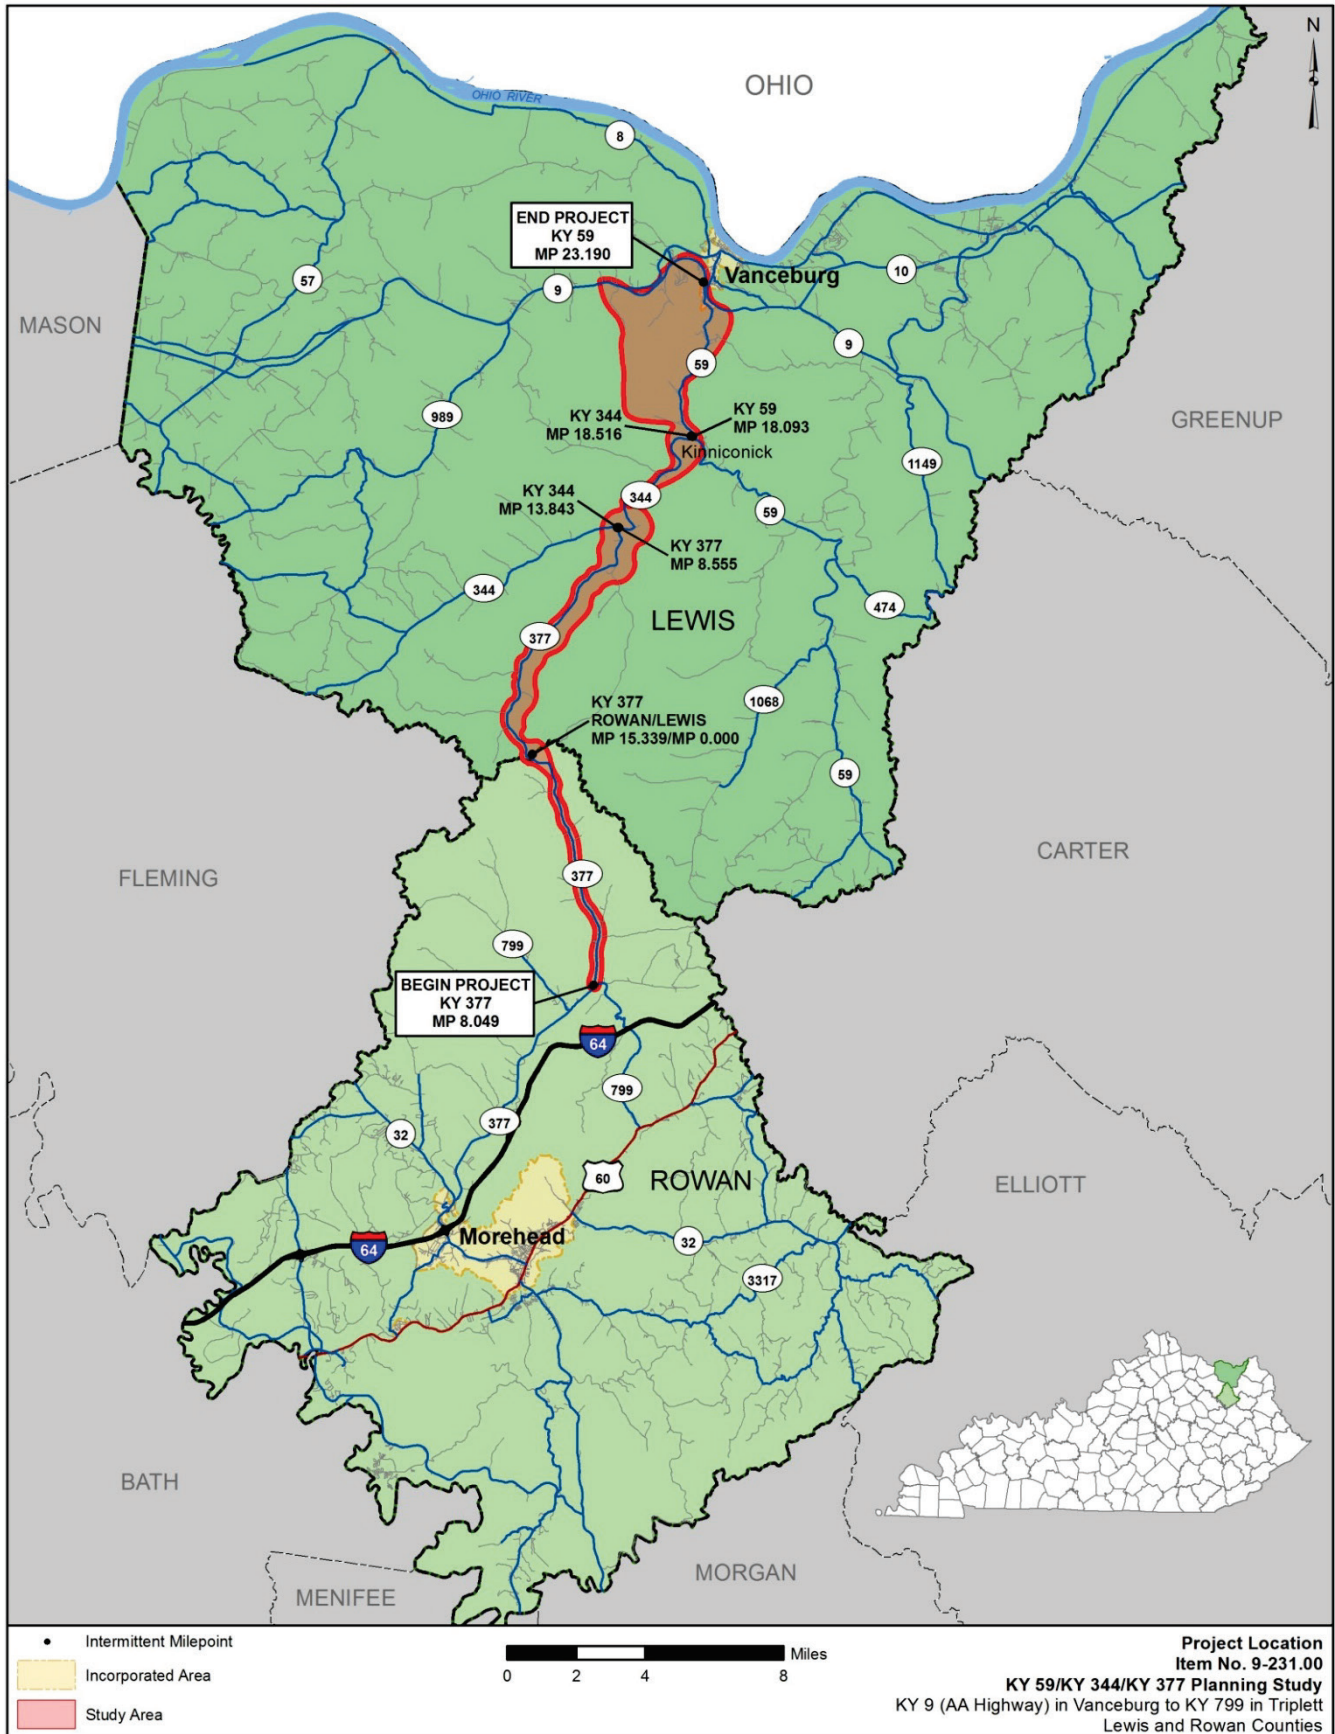 N
OHIO
OHIO RIVER
8
END PROJECT
KY 59
MP 23.190
Vanceburg
10
57
9
MASON
9
59
989
KY 344
MP 18.516
KY 59
MP 18.093
GREENUP
Kinniconick
1149
KY 344
MP 13.843
344
59
KY 377
MP 8.555
344
474
LEWIS
377
1068
KY 377
ROWAN/LEWIS
MP 15.339/MP 0.000
59
CARTER
FLEMING
377
799
BEGIN PROJECT
KY 377
MP 8.049
64
799
377
32
60
ROWAN
ELLIOTT
Morehead
32
64
3317
BATH
MORGAN
MENIFEE
Intermittent Milepoint
Incorporated Area
Study Area
Miles
0 2 4 8
Project Location
Item No. 9-231.00
KY 59/KY 344/KY 377 Planning Study
KY 9 (AA Highway) in Vanceburg to KY 799 in Triplett
Lewis and Rowan Counties